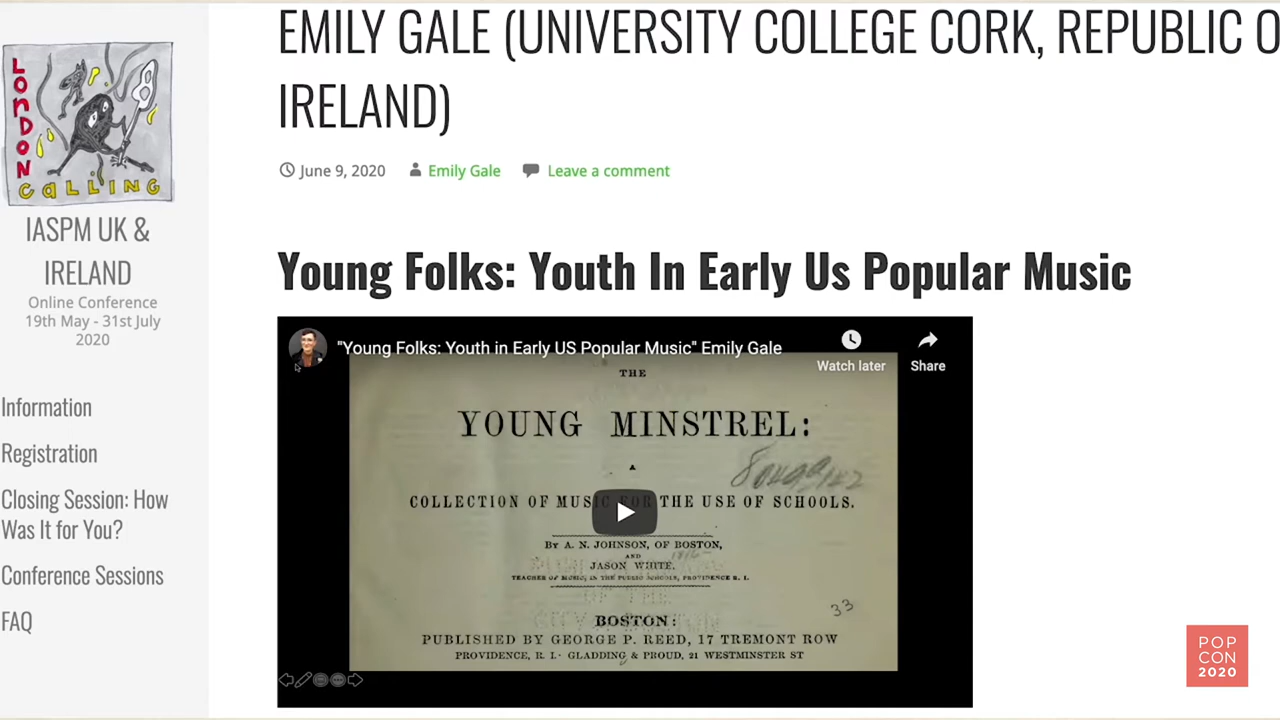 EMILY GALE (UNIVERSITY COLLEGE CORK, REPUBLIC O
IRELAND)
June 9, 2020 Emily Gale Leave a comment
LONDON
CALLING
IASPM UK &
IRELAND
Online Conference
19th May - 31st July
2020
Information
Registration
Closing Session: How
Was It for You?
Conference Sessions
FAQ
Young Folks: Youth In Early Us Popular Music
"Young Folks: Youth in Early US Popular Music" Emily Gale
Watch later
Share
THE
YOUNG MINSTREL:
A
COLLECTION OF MUSIC FOR THE USE OF SCHOOLS.
BY A. N. JOHNSON, OF BOSTON,
AND
JASON WHITE,
TEACHER OF MUSIC, IN THE PUBLIC SCHOOLS, PROVIDENCE R. I.
BOSTON:
PUBLISHED BY GEORGE P. REED, 17 TREMONT ROW
PROVIDENCE, R. I. GLADDING & PROUD, 21 WESTMINSTER ST
33
POP
CON
2020